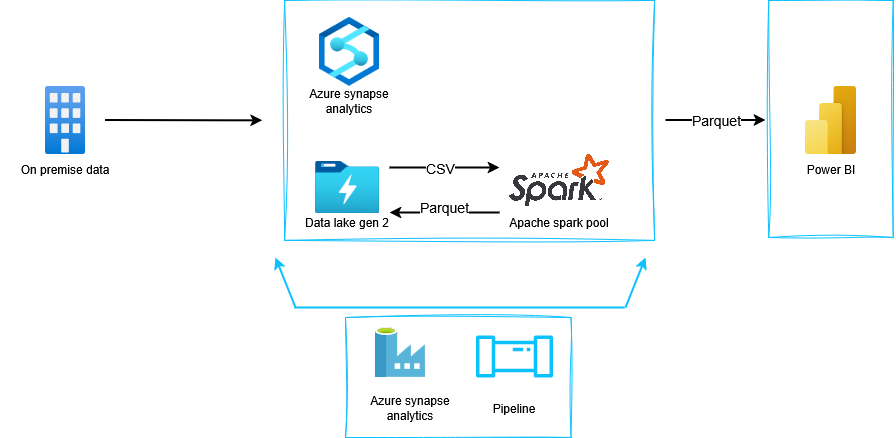 Azure synapse
analytics
On premise data
CSV
Parquet
Data lake gen 2
APACHE
Spark
Apache spark pool
Parquet
Power BI
Azure synapse
analytics
Pipeline